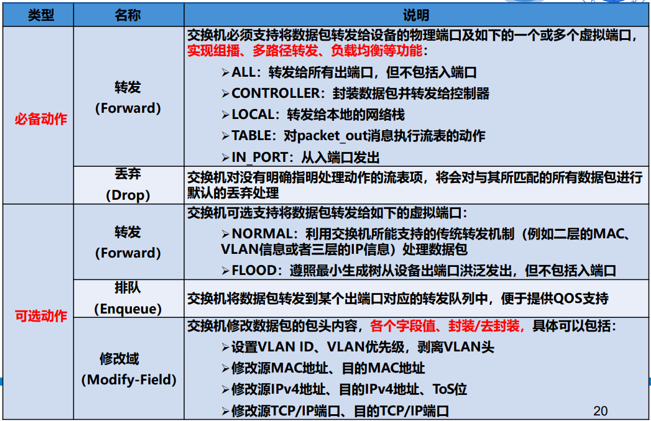 类型 名称 说明
必备动作
转发
（Forward）
交换机必须支持将数据包转发给设备的物理端口及如下的一个或多个虚拟端口，
实现组播、多路径转发、负载均衡等功能：
➢ALL：转发给所有出端口，但不包括入端口
➢CONTROLLER：封装数据包并转发给控制器
➢LOCAL：转发给本地的网络栈
➢TABLE：对packet_out消息执行流表的动作
➢IN_PORT：从入端口发出
丢弃
（Drop）
交换机对没有明确指明处理动作的流表项，将会对与其所匹配的所有数据包进行
默认的丢弃处理
可选动作
转发
（Forward）
交换机可选支持将数据包转发给如下的虚拟端口：
➢NORMAL：利用交换机所能支持的传统转发机制（例如二层的MAC、
VLAN信息或者三层的IP信息）处理数据包
➢FLOOD：遵照最小生成树从设备出端口洪泛发出，但不包括入端口
排队
（Enqueue）
交换机将数据包转发到某个出端口对应的转发队列中，便于提供QOS支持
修改域
（Modify-Field）
交换机修改数据包的包头内容，各个字段值、封装/去封装，具体可以包括：
➢设置VLAN ID、VLAN优先级，剥离VLAN头
➢修改源MAC地址、目的MAC地址
➢修改源IPv4地址、目的IPv4地址、ToS位
➢修改源TCP/IP端口、目的TCP/IP端口
20